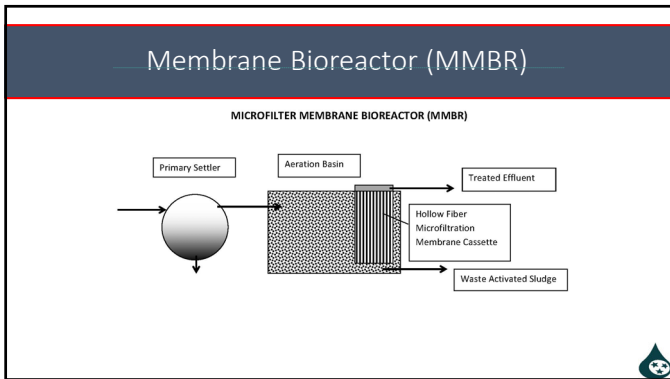 Membrane Bioreactor (MMBR)
MICROFILTER MEMBRANE BIOREACTOR (MMBR)
Primary Settler
Aeration Basin
Treated Effluent
Hollow Fiber
Microfiltration
Membrane Cassette
Waste Activated Sludge